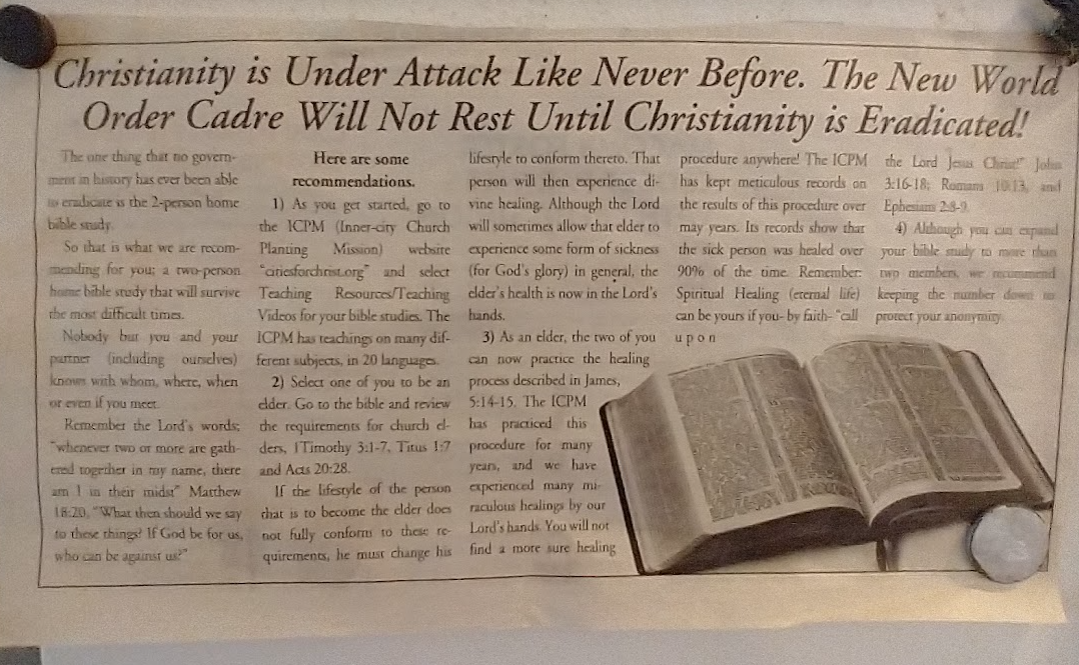 Christianity is Under Attack Like Never Before. The New World
Order Cadre Will Not Rest Until Christianity is Eradicated!
The one thing that no govern-
ment in history has ever been able
to eradicate is the 2-person home
bible study.
So that is what we are recom-
mending for you; a two-person
home bible study that will survive
the most difficult times.
Nobody but you and your
partner (including ourselves)
knows with whom, where, when
or even if you meet.
Remember the Lord's words;
"whenever two or more are gath-
ered together in my name, there
am I in their midst" Matthew
18:20, "What then should we say
to these things? If God be for us,
who can be against us?"
Here are some
recommendations.
1) As you get started, go to
the ICPM (Inner-city Church
Planting Mission) website
"citiesforchrist.org" and select
Teaching Resources/Teaching
Videos for your bible studies. The
ICPM has teachings on many dif-
ferent subjects, in 20 languages.
2) Select one of you to be an
elder. Go to the bible and review
the requirements for church el-
ders, 1Timothy 3:1-7, Titus 1:7
and Acts 20:28.
If the lifestyle of the person
that is to become the elder does
not fully conform to these re-
quirements, he must change his
lifestyle to conform thereto. That
person will then experience di-
vine healing. Although the Lord
will sometimes allow that elder to
experience some form of sickness
(for God's glory) in general, the
elder's health is now in the Lord's
hands.
3) As an elder, the two of you
can now practice the healing
process described in James,
5:14-15. The ICPM
has practiced this
procedure for many
years, and we have
experienced many mi-
raculous healings by our
Lord's hands. You will not
find a more sure healing
procedure anywhere! The ICPM
has kept meticulous records on
the results of this procedure over
may years. Its records show that
the sick person was healed over
90% of the time. Remember:
Spiritual Healing (eternal life)
can be yours if you- by faith- "call
upon
the Lord Jesus Christ!" John
3:16-18; Romans 10:13, and
Ephesians 2:8-9.
4) Although you can expand
your bible study to more than
two members, we recommend
keeping the number down to
protect your anonymity.